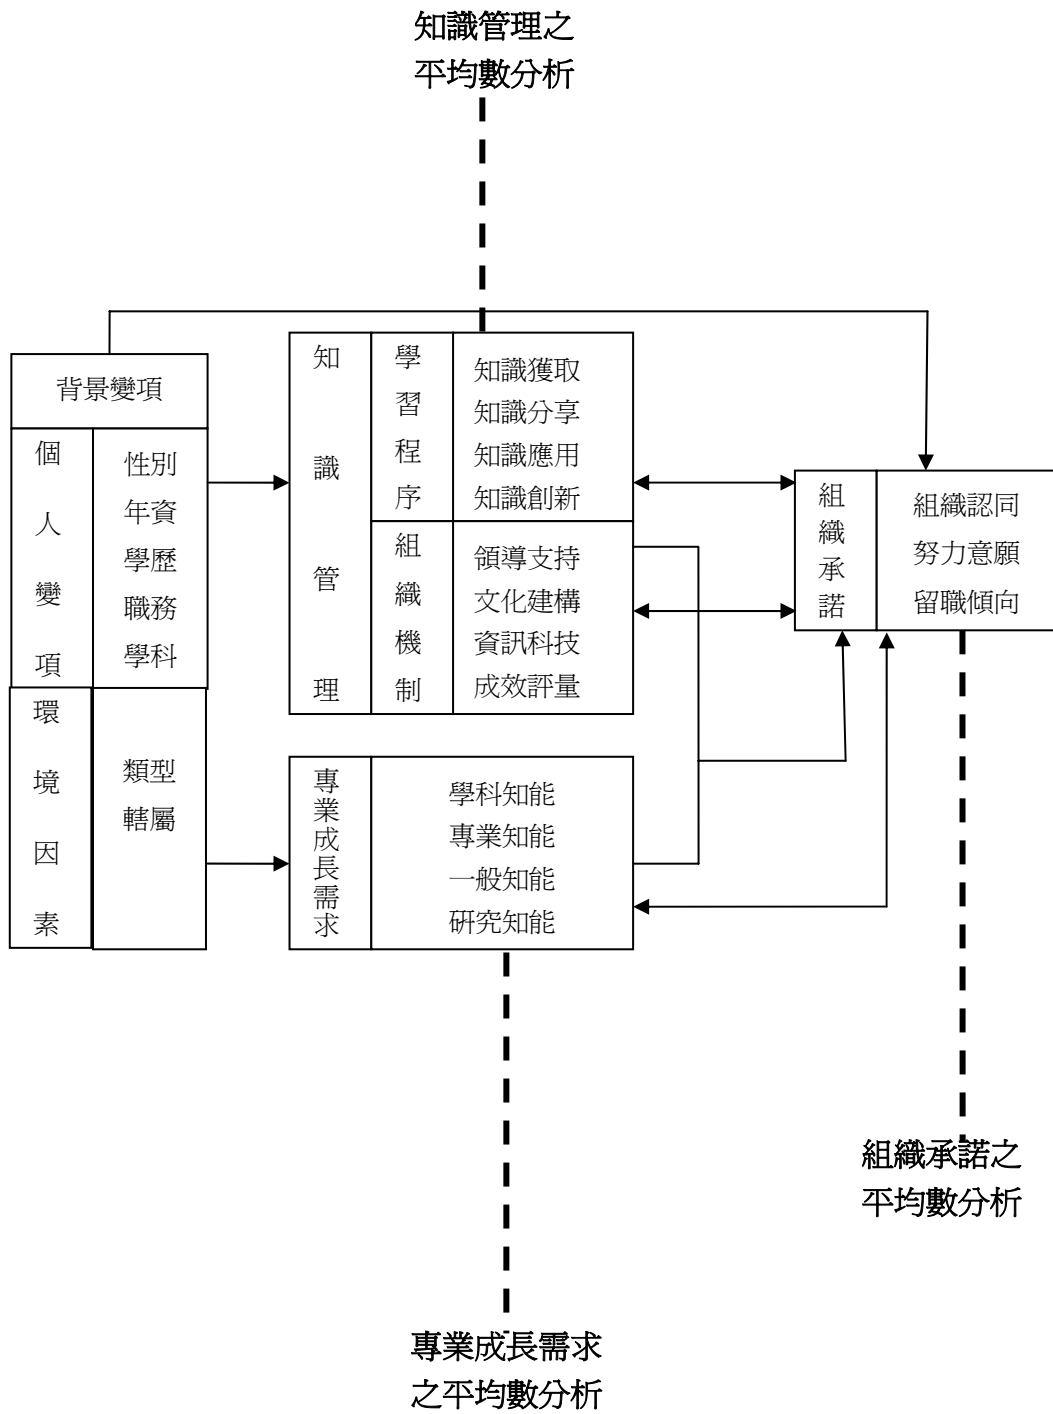 知識管理之
平均數分析
背景變項
個人變項
性別
年資
學歷
職務
學科
環境因素
類型
轄屬
知識管理
學習程序
知識獲取
知識分享
知識應用
知識創新
組織機制
領導支持
文化建構
資訊科技
成效評量
專業成長需求
學科知能
專業知能
一般知能
研究知能
組織承諾
組織認同
努力意願
留職傾向
組織承諾之
平均數分析
專業成長需求
之平均數分析